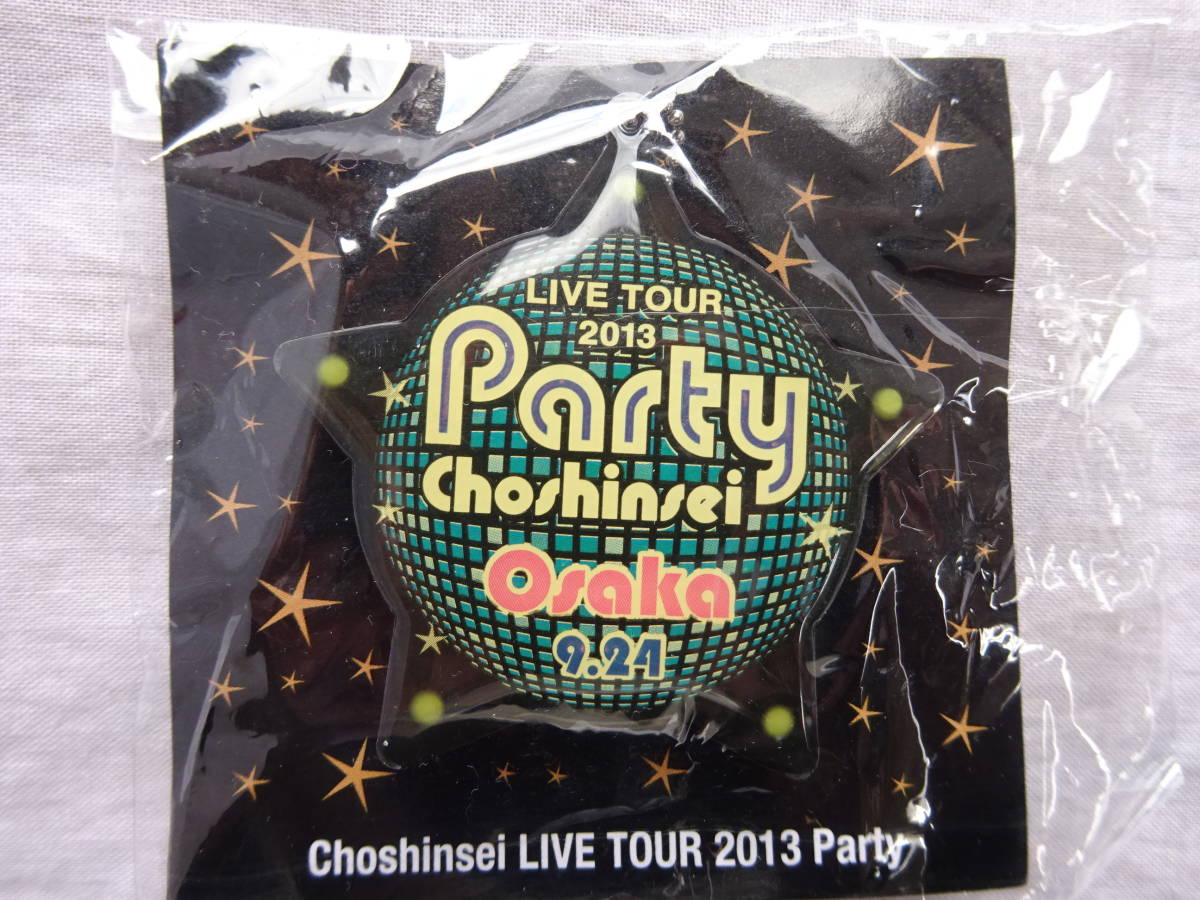 LIVE TOUR
2013
Party
Choshinsei
Osaka
9.24
Choshinsei LIVE TOUR 2013 Party